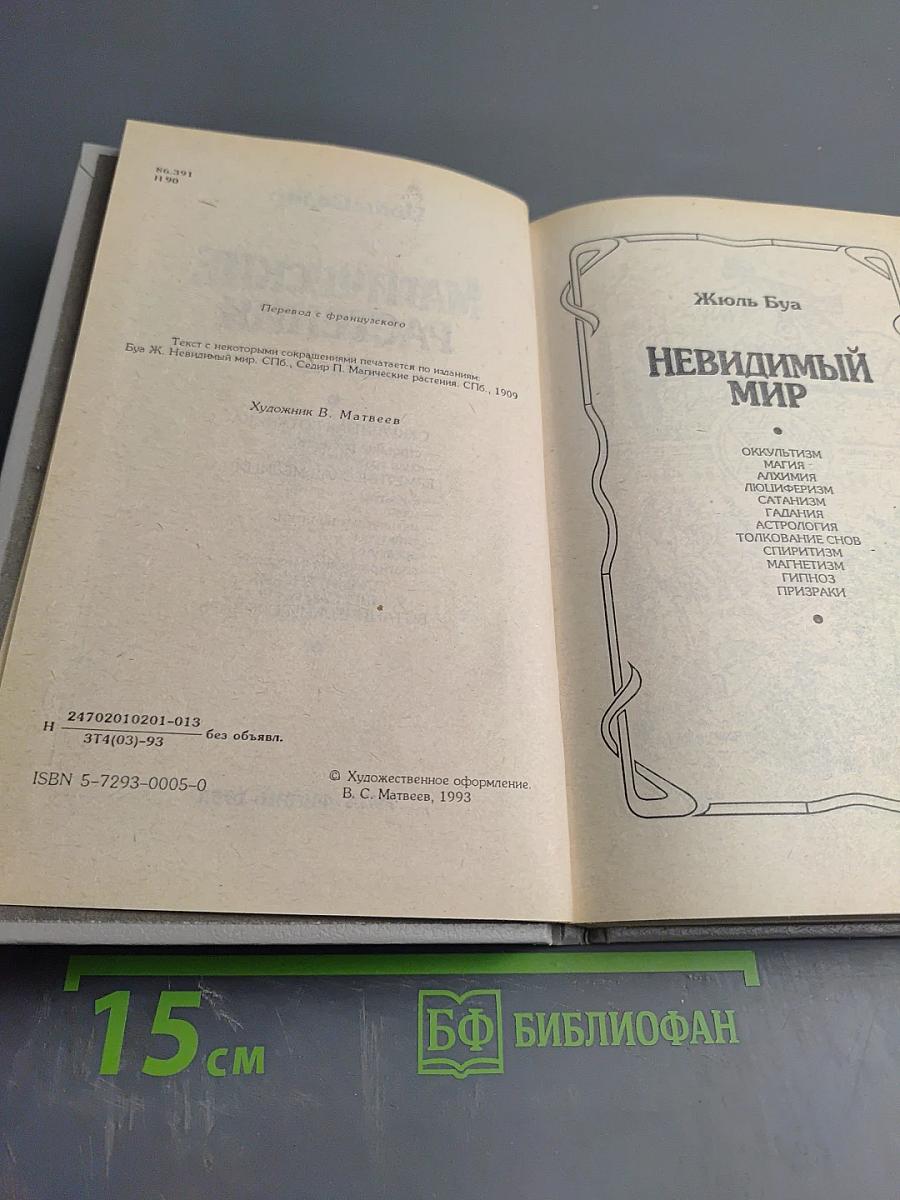 86.391
Н 90
Перевод с французского
Текст с некоторыми сокращениями печатается по изданиям:
Буа Ж. Невидимый мир. СПб., Седир П. Магические растения. СПб., 1909
Художник В. Матвеев
Н 24702010201–013 без объявл.
3Т4(03)–93
ISBN 5–7293–0005–0
© Художественное оформление.
В. С. Матвеев, 1993
Жюль Буа
НЕВИДИМЫЙ
МИР
ОККУЛЬТИЗМ
МАГИЯ
АЛХИМИЯ
ЛЮЦИФЕРИЗМ
САТАНИЗМ
ГАДАНИЯ
АСТРОЛОГИЯ
ТОЛКОВАНИЕ СНОВ
СПИРИТИЗМ
МАГНЕТИЗМ
ГИПНОЗ
ПРИЗРАКИ
15 СМ
БФ БИБЛИОФАН